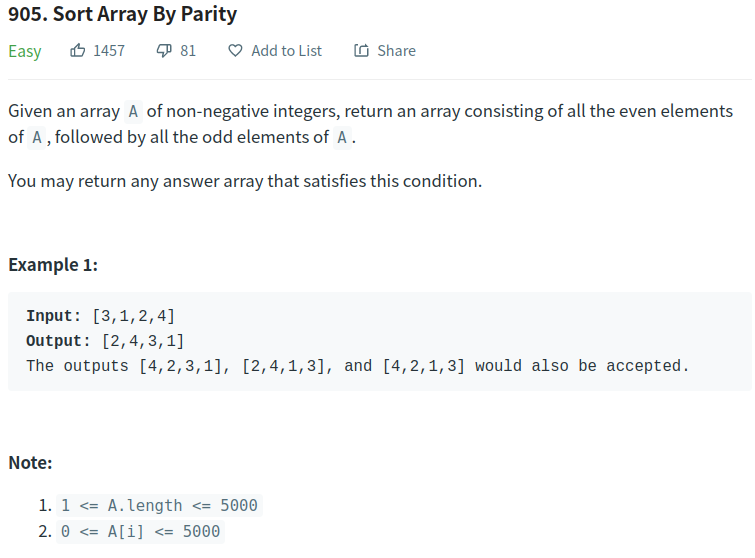 905. Sort Array By Parity
Easy 1457 81 Add to List Share
Given an array A of non-negative integers, return an array consisting of all the even elements
of A, followed by all the odd elements of A.
You may return any answer array that satisfies this condition.
Example 1:
Input: [3,1,2,4]
Output: [2,4,3,1]
The outputs [4,2,3,1], [2,4,1,3], and [4,2,1,3] would also be accepted.
Note:
1. 1 <= A.length <= 5000
2. 0 <= A[i] <= 5000